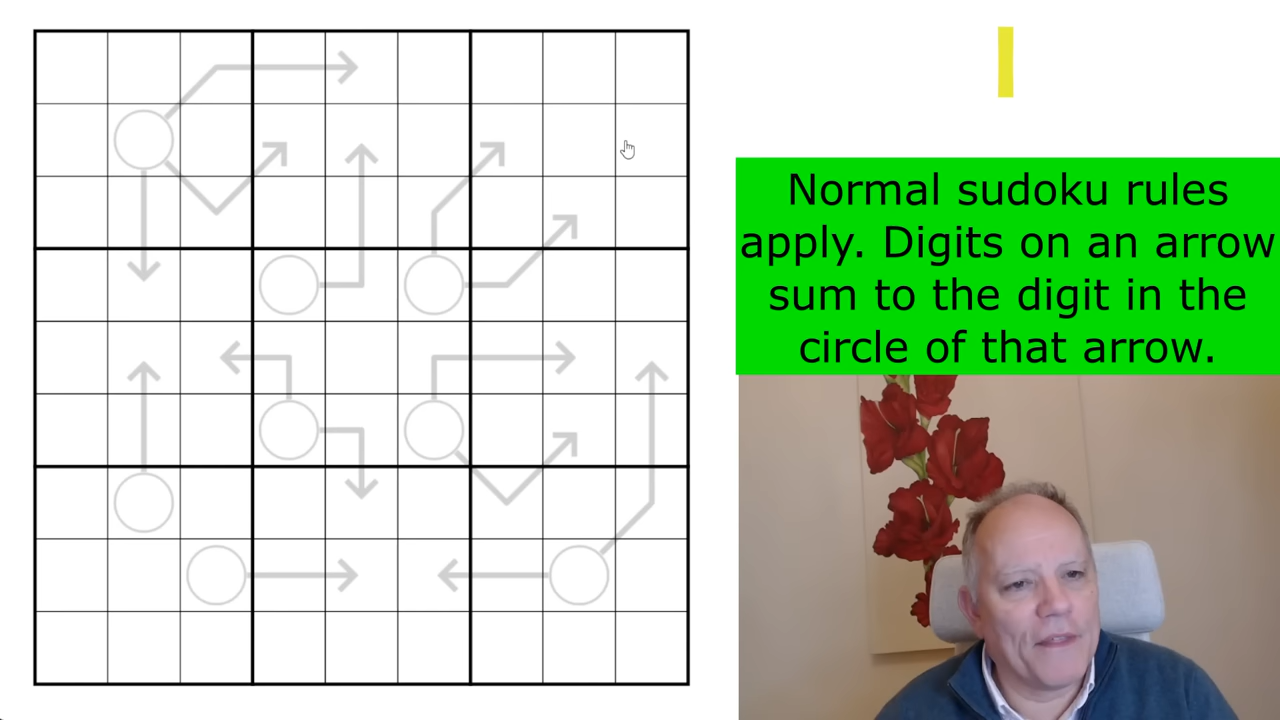 Normal sudoku rules
apply. Digits on an arrow
sum to the digit in the
circle of that arrow.